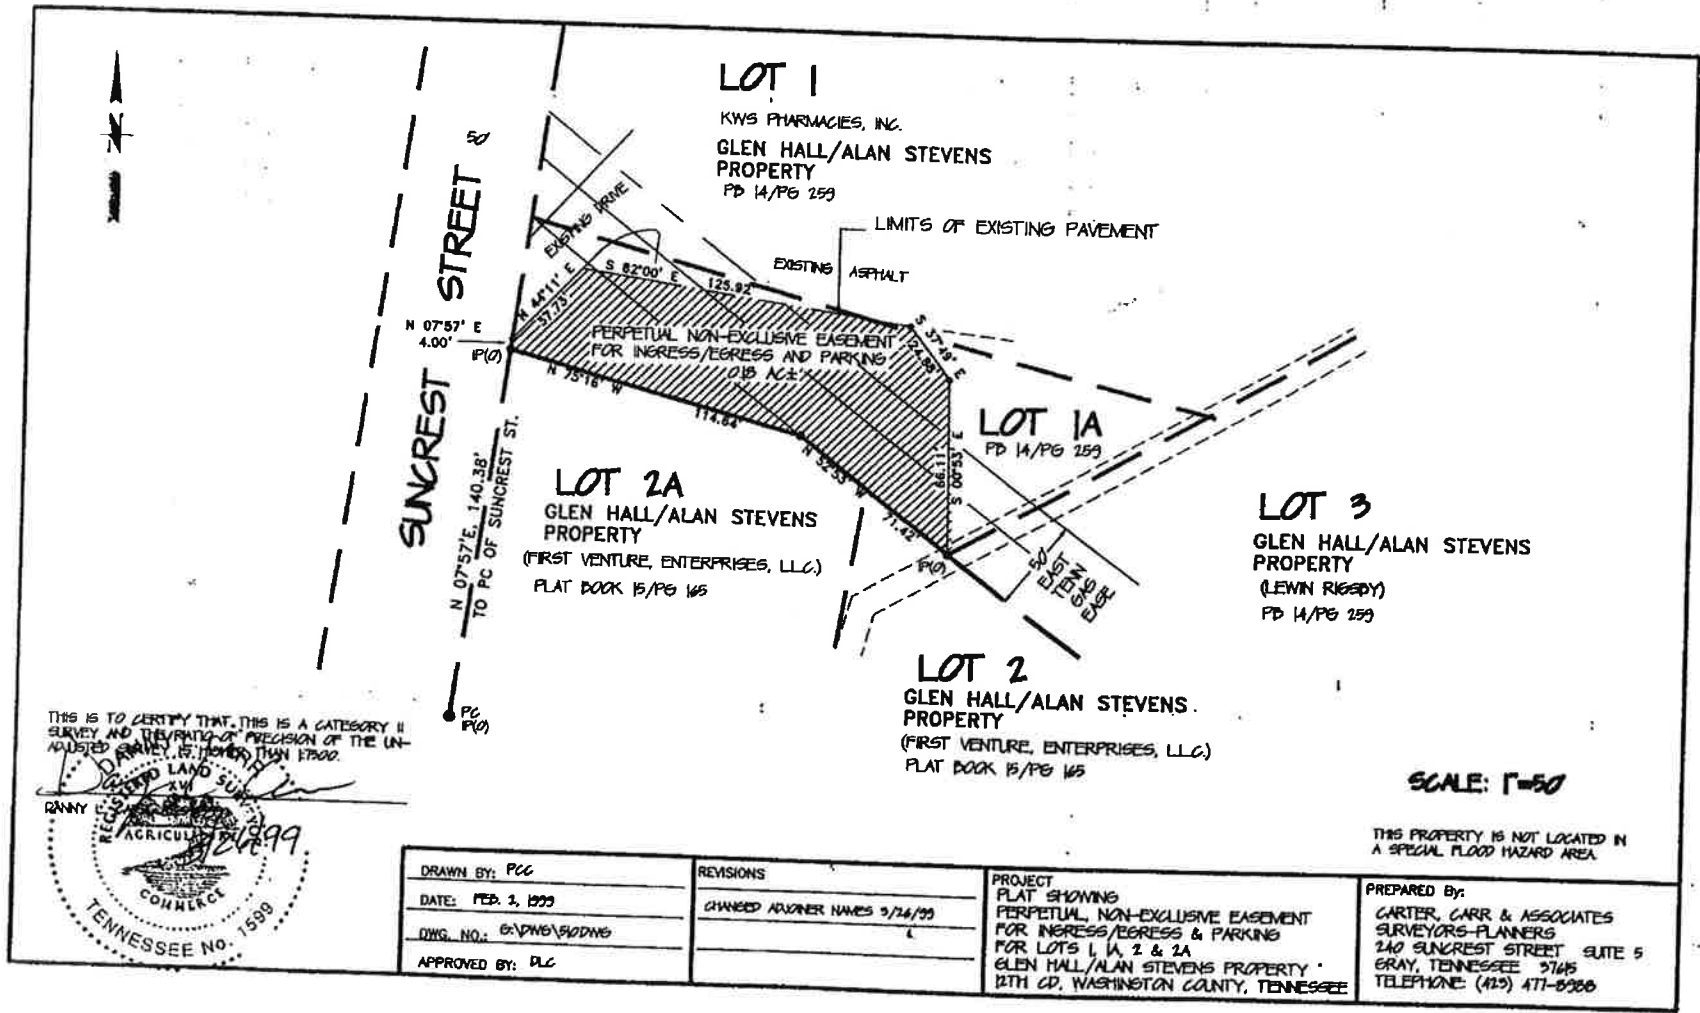 LOT 1
KWS PHARMACIES, INC.
GLEN HALL/ALAN STEVENS
PROPERTY
PB 14/PG 259
50'
SUNCREST STREET
EXISTING DRIVE
LIMITS OF EXISTING PAVEMENT
EXISTING ASPHALT
N 44°11' E
57.73'
S 82°00' E
125.92'
S 37°49' E
24.88'
N 07°57' E
4.00'
IP(O)
PERPETUAL NON-EXCLUSIVE EASEMENT
FOR INGRESS/EGRESS AND PARKING
0.18 AC±
N 75°16' W
114.64'
N 52°53' W
71.42'
66.11'
S 00°53' E
LOT 1A
PB 14/PG 259
N 07°57'E, 140.38'
TO PC OF SUNCREST ST.
LOT 2A
GLEN HALL/ALAN STEVENS
PROPERTY
(FIRST VENTURE, ENTERPRISES, LLC.)
PLAT BOOK 15/PG 165
IP(O)
50'
EAST
TENN
GAS
EASE
LOT 3
GLEN HALL/ALAN STEVENS
PROPERTY
(LEWIN RIGSBY)
PB 14/PG 259
LOT 2
GLEN HALL/ALAN STEVENS
PROPERTY
(FIRST VENTURE, ENTERPRISES, LLC.)
PLAT BOOK 15/PG 165
PC
IP(O)
THIS IS TO CERTIFY THAT THIS IS A CATEGORY II
SURVEY AND THE RATIO OF PRECISION OF THE UN-
ADJUSTED SURVEY IS HIGHER THAN 1:7500.
DANNY
REGISTERED LAND SURVEYOR
XVI
AGRICULTURE
COMMERCE
TENNESSEE NO. 1599
SCALE: 1"=50'
THIS PROPERTY IS NOT LOCATED IN
A SPECIAL FLOOD HAZARD AREA
DRAWN BY: PCC
DATE: FEB. 2, 1999
DWG. NO.: G:\DWG\510DWG
APPROVED BY: DLC
REVISIONS
CHANGED ADJOINER NAMES 3/26/99
PROJECT
PLAT SHOWING
PERPETUAL, NON-EXCLUSIVE EASEMENT
FOR INGRESS/EGRESS & PARKING
FOR LOTS 1, 1A, 2 & 2A
GLEN HALL/ALAN STEVENS PROPERTY
12TH CD, WASHINGTON COUNTY, TENNESSEE
PREPARED BY:
CARTER, CARR & ASSOCIATES
SURVEYORS-PLANNERS
240 SUNCREST STREET SUITE 5
GRAY, TENNESSEE 37615
TELEPHONE: (423) 477-8988